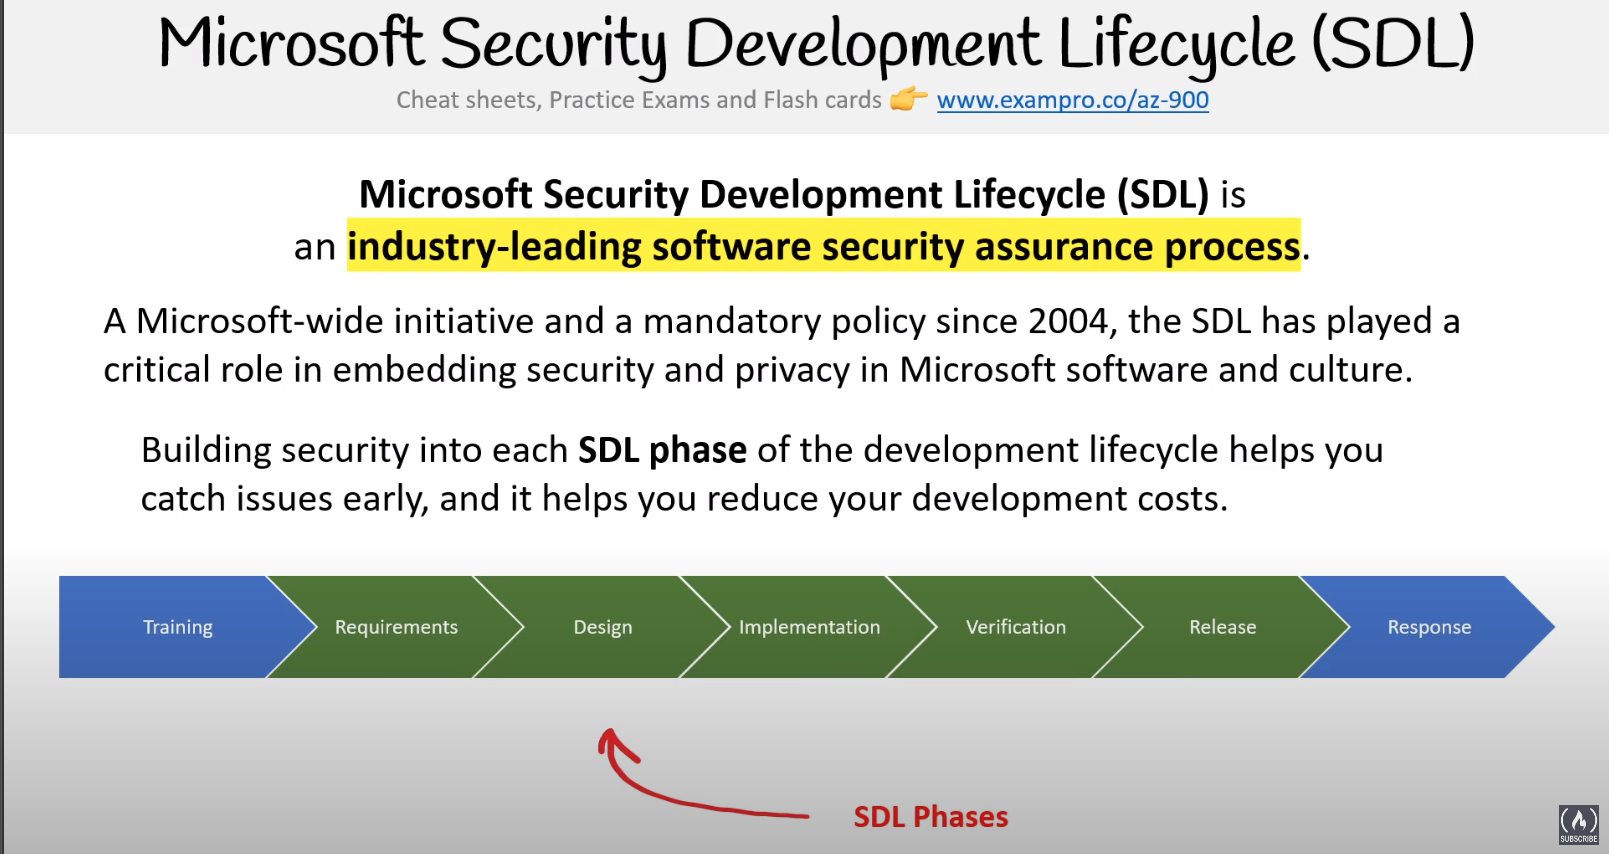 Microsoft Security Development Lifecycle (SDL)
Cheat sheets, Practice Exams and Flash cards 👉 www.exampro.co/az-900
Microsoft Security Development Lifecycle (SDL) is
an industry-leading software security assurance process.
A Microsoft-wide initiative and a mandatory policy since 2004, the SDL has played a
critical role in embedding security and privacy in Microsoft software and culture.
Building security into each SDL phase of the development lifecycle helps you
catch issues early, and it helps you reduce your development costs.
Training
Requirements
Design
Implementation
Verification
Release
Response
SDL Phases
SUBSCRIBE